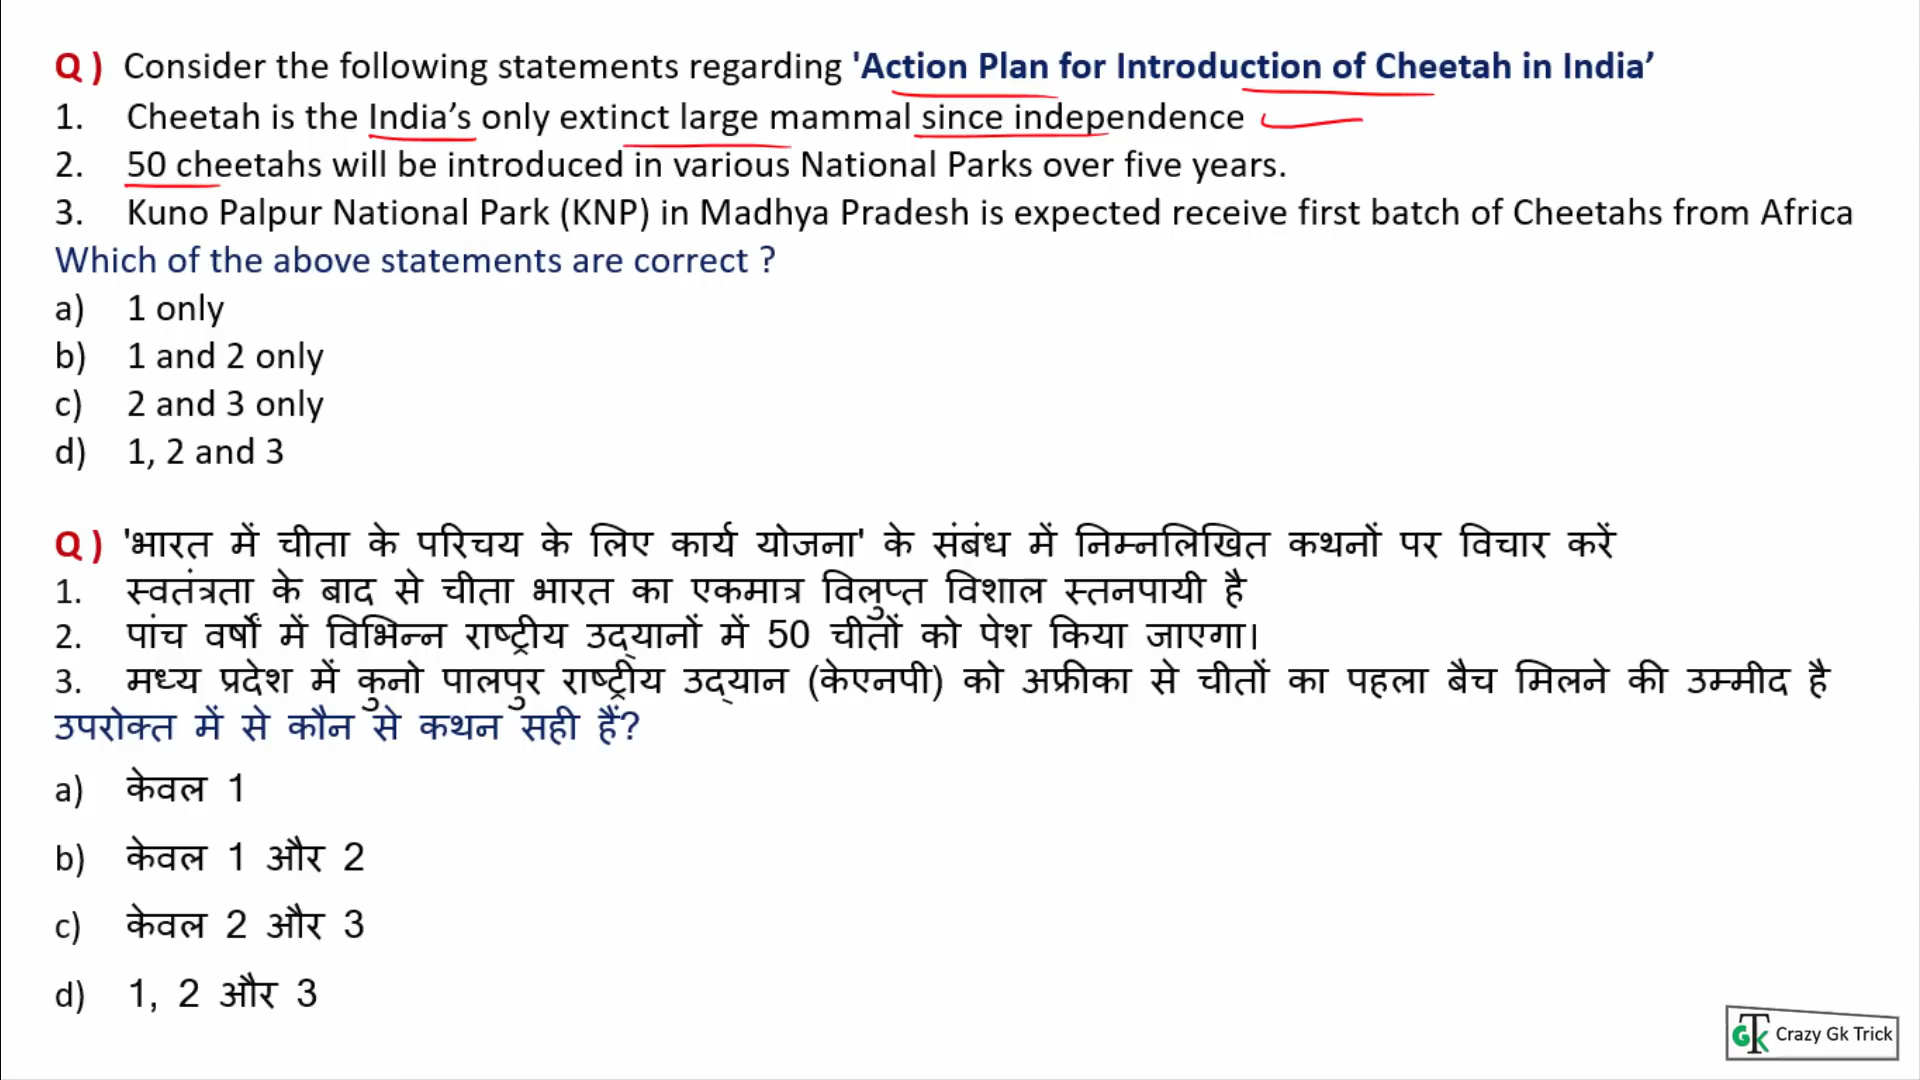 Q ) Consider the following statements regarding 'Action Plan for Introduction of Cheetah in India’
1. Cheetah is the India’s only extinct large mammal since independence
2. 50 cheetahs will be introduced in various National Parks over five years.
3. Kuno Palpur National Park (KNP) in Madhya Pradesh is expected receive first batch of Cheetahs from Africa
Which of the above statements are correct ?
a) 1 only
b) 1 and 2 only
c) 2 and 3 only
d) 1, 2 and 3
Q ) 'भारत में चीता के परिचय के लिए कार्य योजना' के संबंध में निम्नलिखित कथनों पर विचार करें
1. स्वतंत्रता के बाद से चीता भारत का एकमात्र विलुप्त विशाल स्तनपायी है
2. पांच वर्षों में विभिन्न राष्ट्रीय उद्यानों में 50 चीतों को पेश किया जाएगा।
3. मध्य प्रदेश में कुनो पालपुर राष्ट्रीय उद्यान (केएनपी) को अफ्रीका से चीतों का पहला बैच मिलने की उम्मीद है
उपरोक्त में से कौन से कथन सही हैं?
a) केवल 1
b) केवल 1 और 2
c) केवल 2 और 3
d) 1, 2 और 3
GTK Crazy Gk Trick